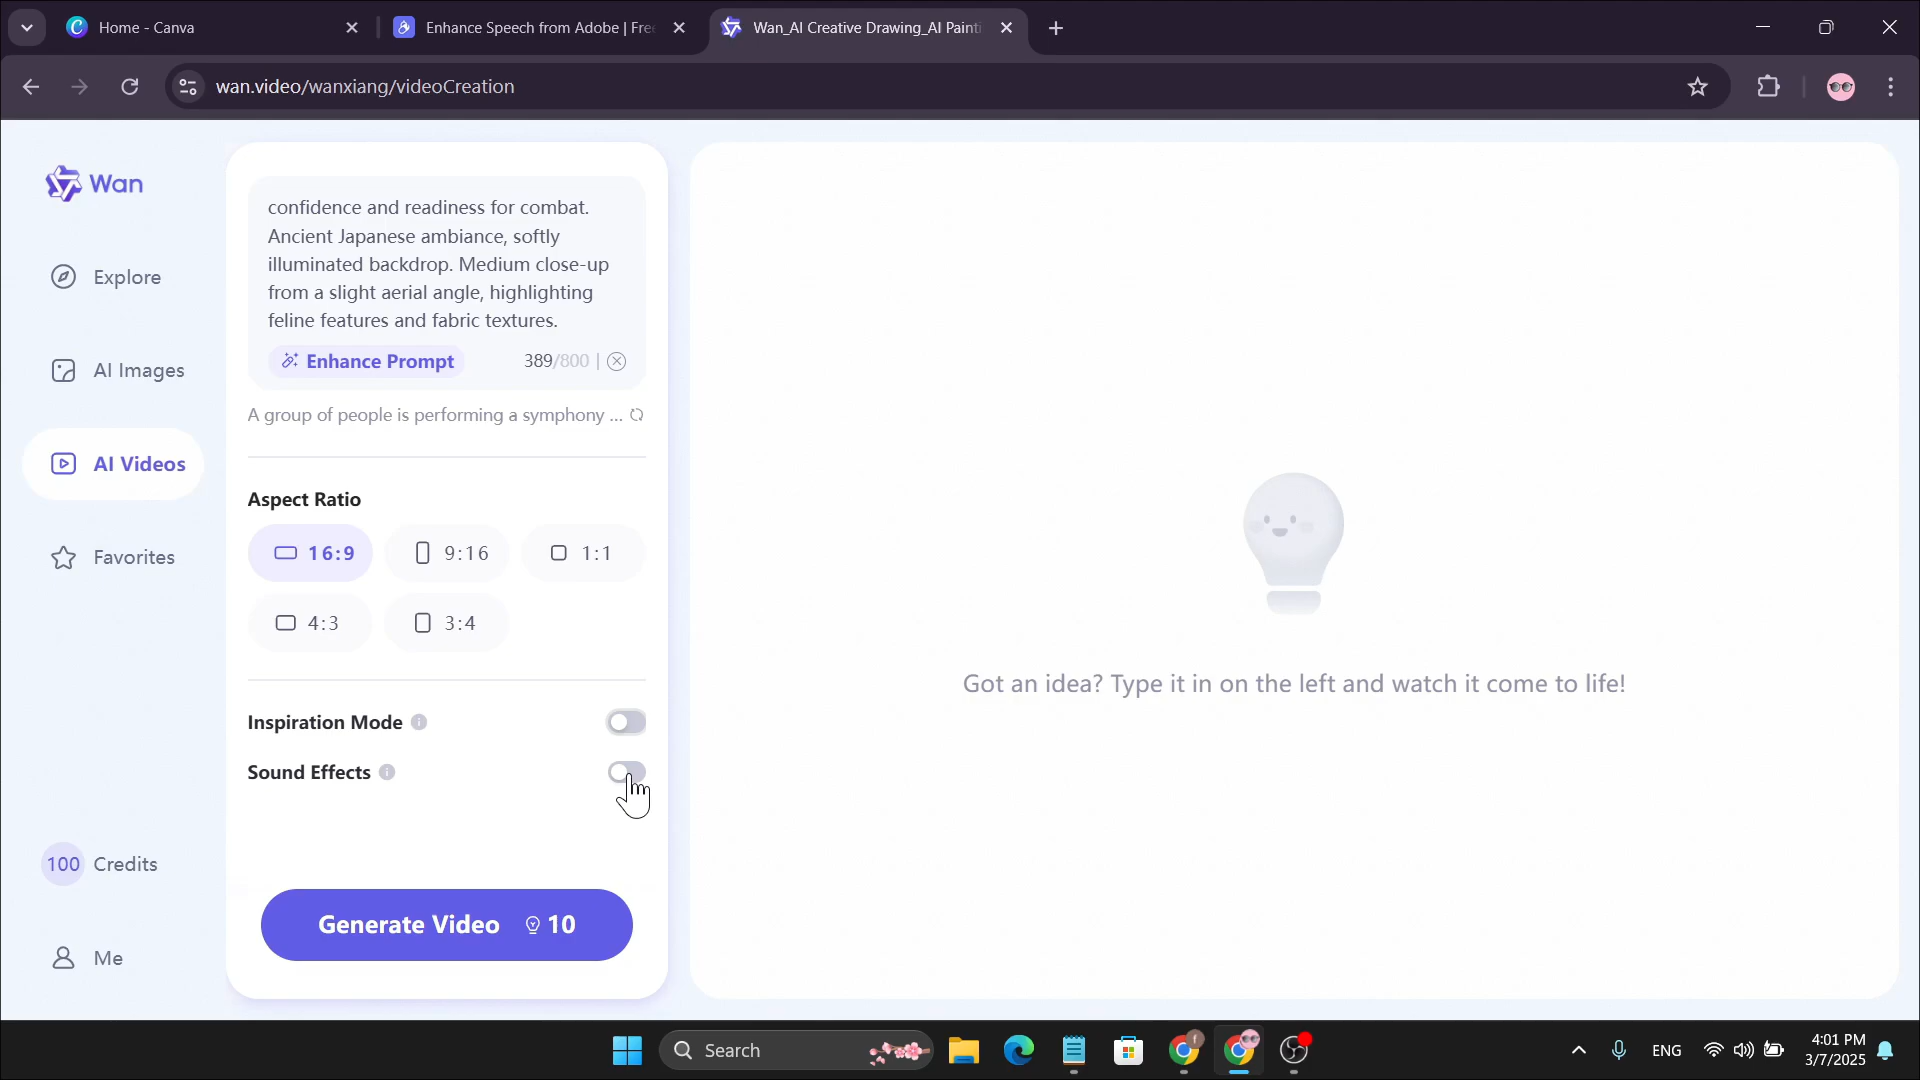 Home - Canva
Enhance Speech from Adobe | Free
Wan_AI Creative Drawing_AI Painti
wan.video/wanxiang/videoCreation
Wan
Explore
AI Images
AI Videos
Favorites
100 Credits
Me
confidence and readiness for combat.
Ancient Japanese ambiance, softly
illuminated backdrop. Medium close-up
from a slight aerial angle, highlighting
feline features and fabric textures.
Enhance Prompt
389/800
A group of people is performing a symphony ...
Aspect Ratio
16:9
9:16
1:1
4:3
3:4
Inspiration Mode
Sound Effects
Generate Video 10
Got an idea? Type it in on the left and watch it come to life!
Search
ENG
4:01 PM
3/7/2025